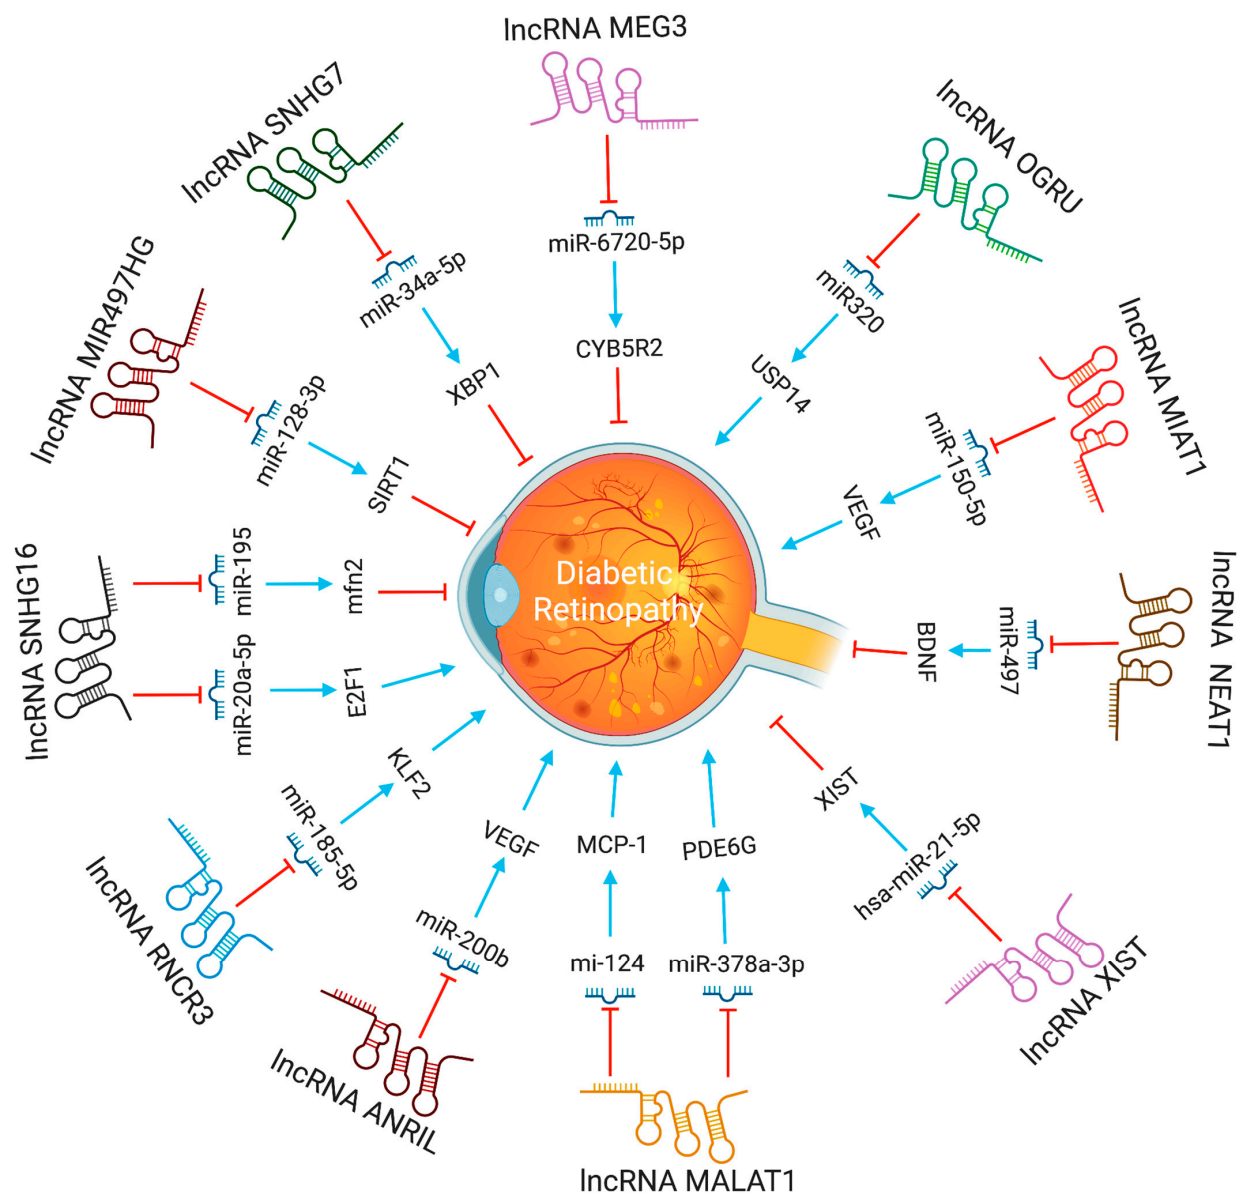 lncRNA MEG3
miR-6720-5p
CYB5R2
lncRNA OGRU
miR320
USP14
lncRNA MIAT1
miR-150-5p
VEGF
lncRNA NEAT1
miR-497
BDNF
lncRNA XIST
hsa-miR-21-5p
XIST
lncRNA MALAT1
miR-378a-3p
PDE6G
mi-124
MCP-1
lncRNA ANRIL
miR-200b
VEGF
lncRNA RNCR3
miR-185-5p
KLF2
lncRNA SNHG16
miR-20a-5p
E2F1
miR-195
mfn2
lncRNA MIR497HG
miR-128-3p
SIRT1
lncRNA SNHG7
miR-34a-5p
XBP1
Diabetic
Retinopathy